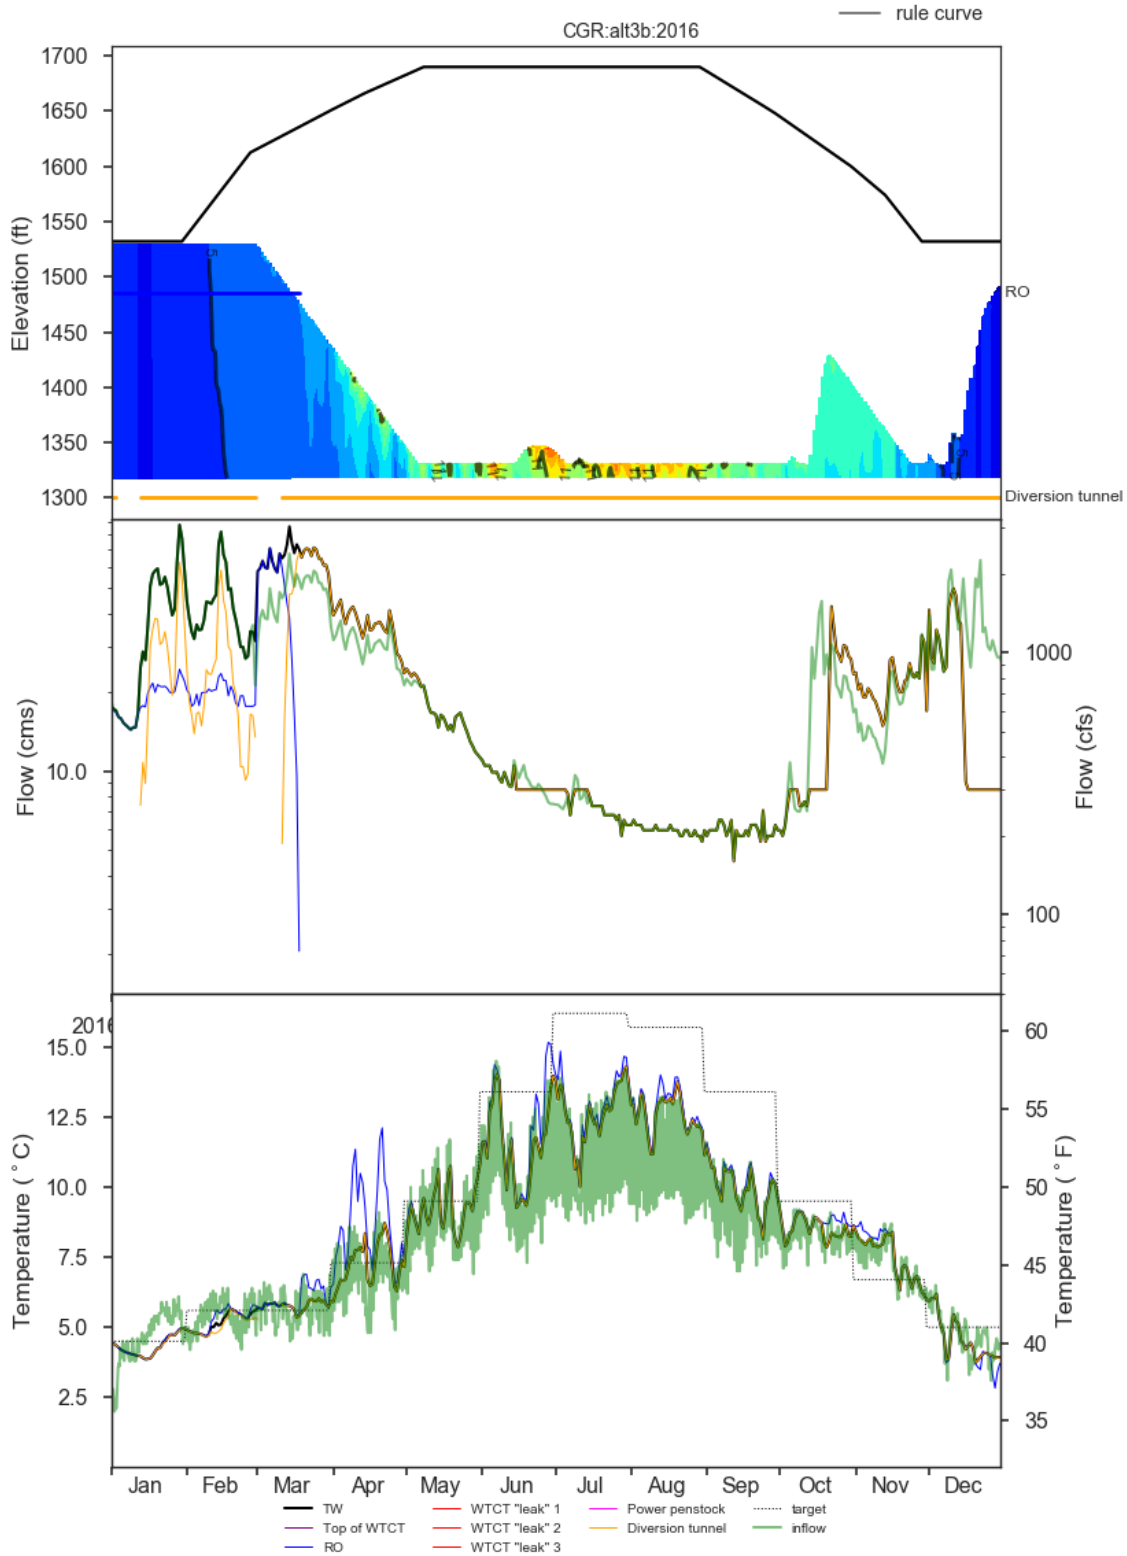 rule curve
CGR:alt3b:2016
1700
1650
1600
1550
1500
1450
1400
1350
1300
Elevation (ft)
5
RO
Diversion tunnel
10.0
Flow (cms)
1000
100
Flow (cfs)
2016
15.0
12.5
10.0
7.5
5.0
2.5
Temperature ( ° C)
60
55
50
45
40
35
Temperature ( ° F)
Jan Feb Mar Apr May Jun Jul Aug Sep Oct Nov Dec
TW
Top of WTCT
RO
WTCT "leak" 1
WTCT "leak" 2
WTCT "leak" 3
Power penstock
Diversion tunnel
target
inflow